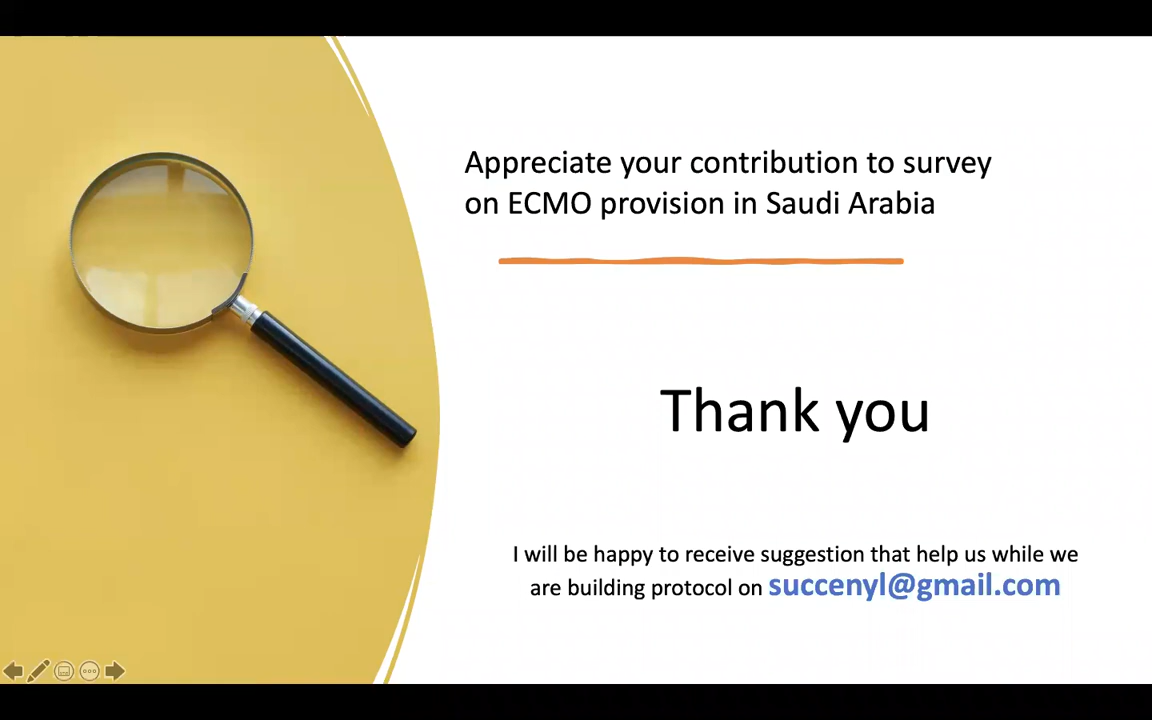 Appreciate your contribution to survey
on ECMO provision in Saudi Arabia
Thank you
I will be happy to receive suggestion that help us while we
are building protocol on succenyl@gmail.com